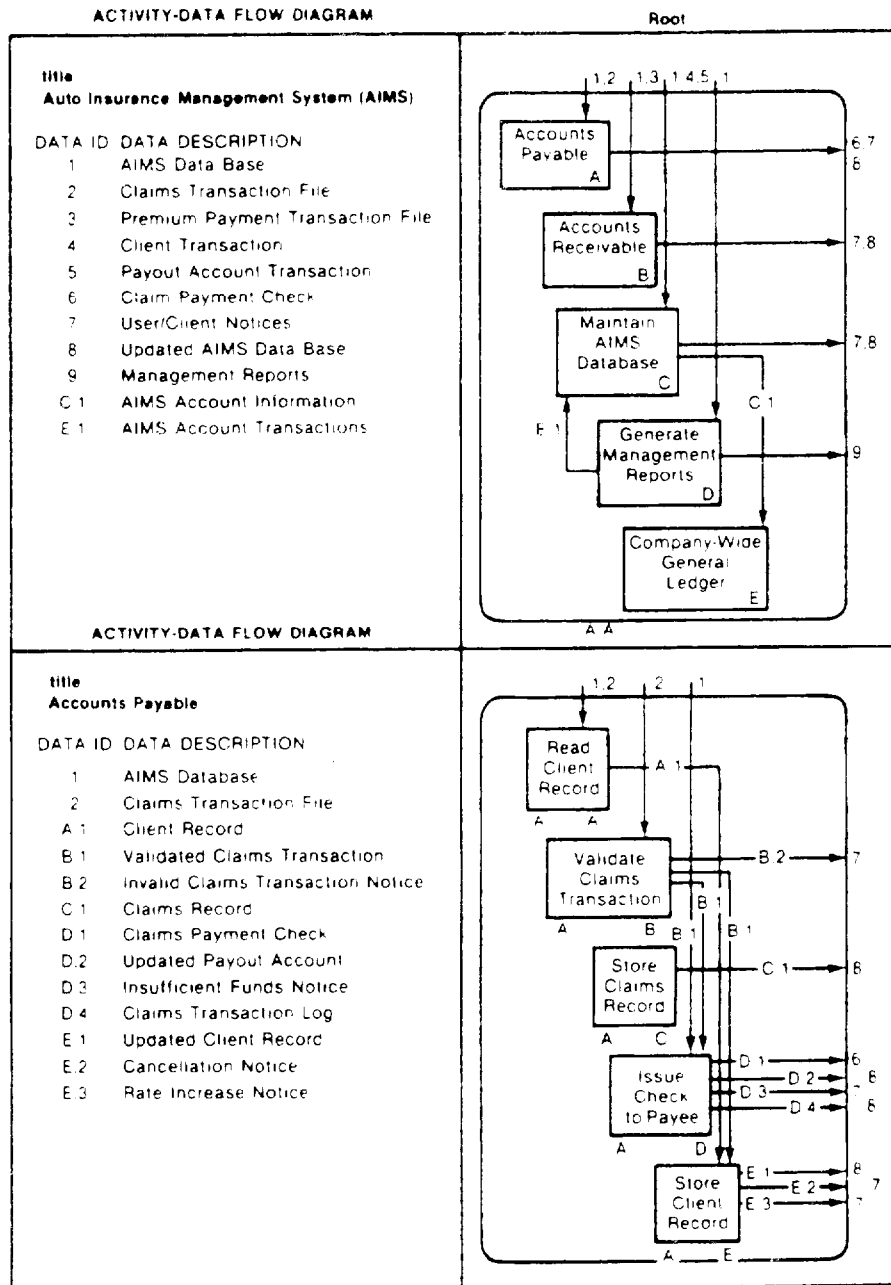 ACTIVITY-DATA FLOW DIAGRAM
Root
title
Auto Insurance Management System (AIMS)
DATA ID DATA DESCRIPTION
1 AIMS Data Base
2 Claims Transaction File
3 Premium Payment Transaction File
4 Client Transaction
5 Payout Account Transaction
6 Claim Payment Check
7 User/Client Notices
8 Updated AIMS Data Base
9 Management Reports
C 1 AIMS Account Information
E 1 AIMS Account Transactions
1,2 1,3 1 4,5 1
Accounts
Payable
A
6,7
8
Accounts
Receivable
B
7,8
Maintain
AIMS
Database
C
7,8
C 1
E 1
Generate
Management
Reports
D
9
Company-Wide
General
Ledger
E
A A
ACTIVITY-DATA FLOW DIAGRAM
title
Accounts Payable
DATA ID DATA DESCRIPTION
1 AIMS Database
2 Claims Transaction File
A 1 Client Record
B 1 Validated Claims Transaction
B.2 Invalid Claims Transaction Notice
C 1 Claims Record
D 1 Claims Payment Check
D.2 Updated Payout Account
D 3 Insufficient Funds Notice
D 4 Claims Transaction Log
E 1 Updated Client Record
E.2 Cancellation Notice
E.3 Rate Increase Notice
1,2 2 1
Read
Client
Record
A A
A 1
Validate
Claims
Transaction
A B
B.2 7
B 1
B 1
B 1
Store
Claims
Record
A C
C 1 8
Issue
Check
to Payee
A D
D 1 6
D 2 8
D 3 7
D 4 8
Store
Client
Record
A E
E 1 8
E 2 7
E 3 7